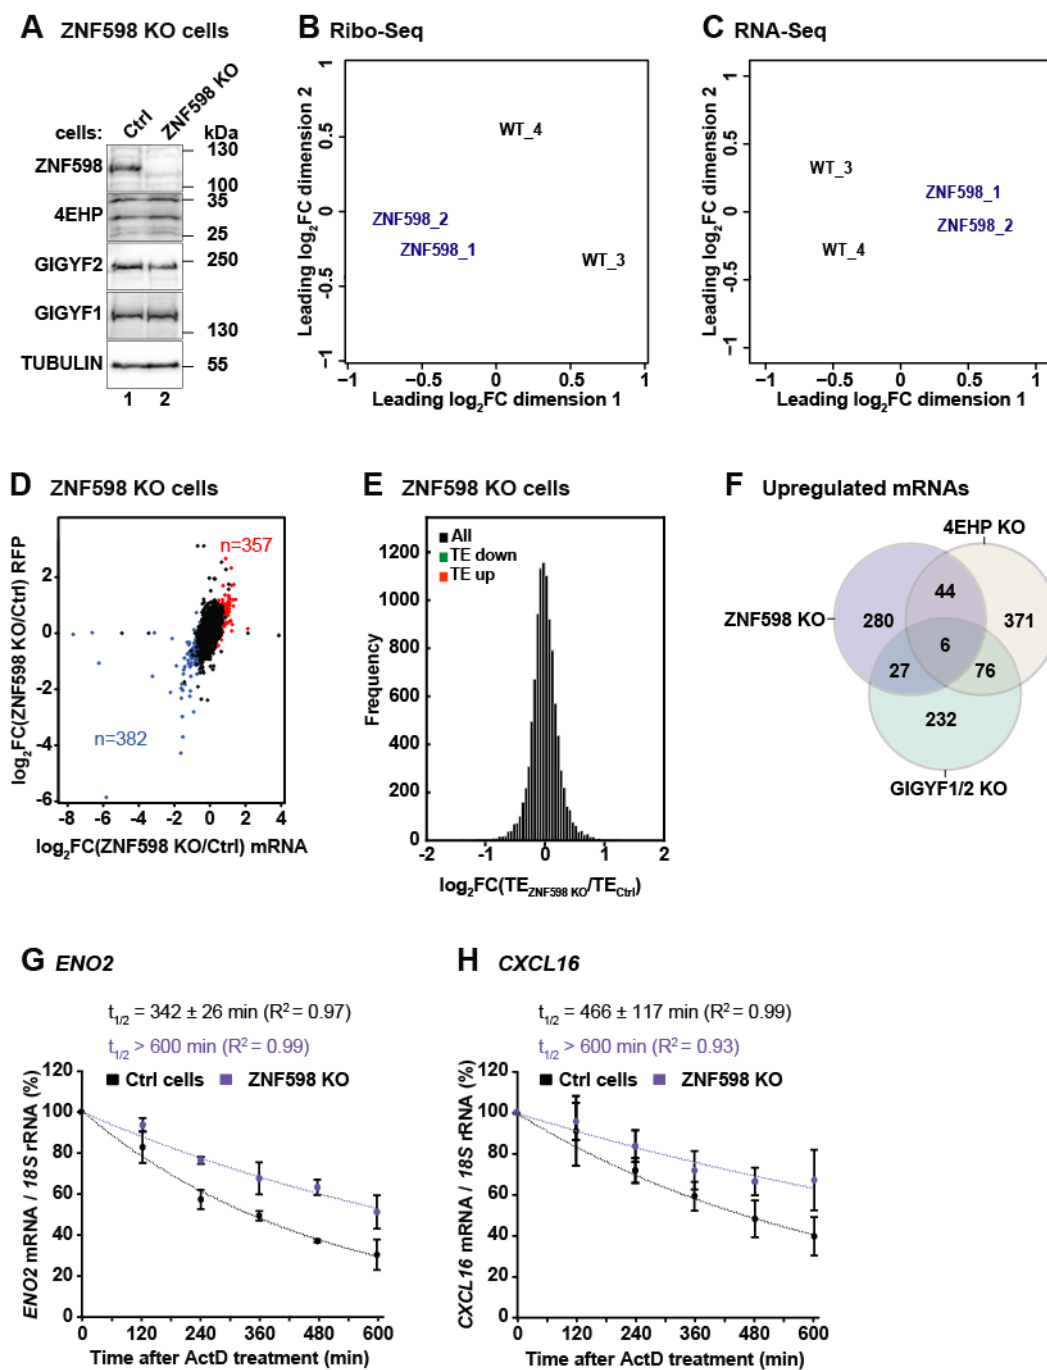 A ZNF598 KO cells
cells: Ctrl ZNF598 KO kDa
ZNF598
130
100
4EHP
35
25
GIGYF2
250
GIGYF1
130
TUBULIN
55
1 2
B Ribo-Seq
Leading log2FC dimension 2
1
0.5
0
−0.5
−1
WT_4
ZNF598_2
ZNF598_1
WT_3
−1 −0.5 0 0.5 1
Leading log2FC dimension 1
C RNA-Seq
Leading log2FC dimension 2
1
0.5
0
−0.5
−1
WT_3
ZNF598_1
ZNF598_2
WT_4
−1 −0.5 0 0.5 1
Leading log2FC dimension 1
D ZNF598 KO cells
log2FC(ZNF598 KO/Ctrl) RFP
n=357
n=382
2
0
-2
-4
-6
-8 -6 -4 -2 0 2 4
log2FC(ZNF598 KO/Ctrl) mRNA
E ZNF598 KO cells
All
TE down
TE up
Frequency
1200
1000
800
600
400
200
0
-2 -1 0 1 2
log2FC(TEZNF598 KO/TECtrl)
F Upregulated mRNAs
4EHP KO
ZNF598 KO
44
280
371
6
27
76
232
GIGYF1/2 KO
G ENO2
t1/2 = 342 ± 26 min (R2 = 0.97)
t1/2 > 600 min (R2 = 0.99)
Ctrl cells ZNF598 KO
ENO2 mRNA / 18S rRNA (%)
120
100
80
60
40
20
0
0 120 240 360 480 600
Time after ActD treatment (min)
H CXCL16
t1/2 = 466 ± 117 min (R2 = 0.99)
t1/2 > 600 min (R2 = 0.93)
Ctrl cells ZNF598 KO
CXCL16 mRNA / 18S rRNA (%)
120
100
80
60
40
20
0
0 120 240 360 480 600
Time after ActD treatment (min)